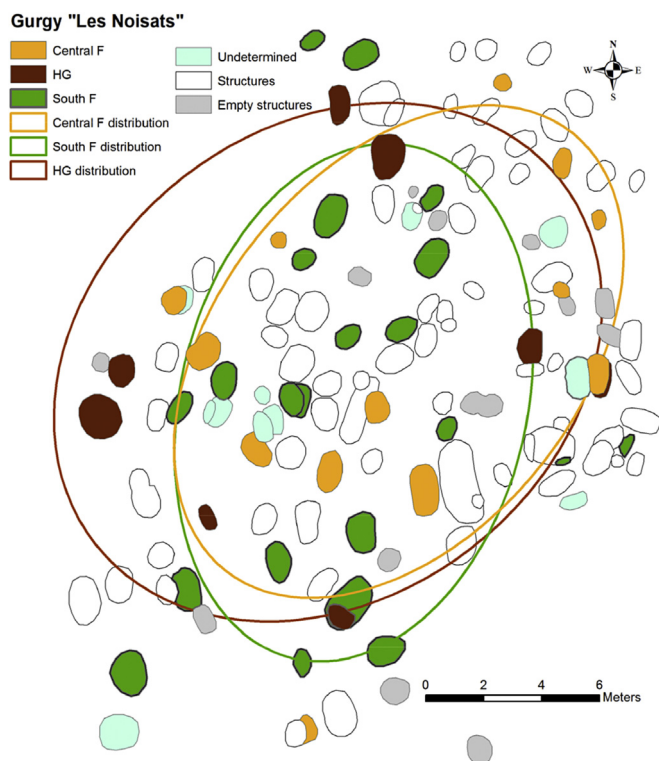 Gurgy "Les Noisats"
Central F
HG
South F
Central F distribution
South F distribution
HG distribution
Undetermined
Structures
Empty structures
N
W E
S
0 2 4 6
Meters